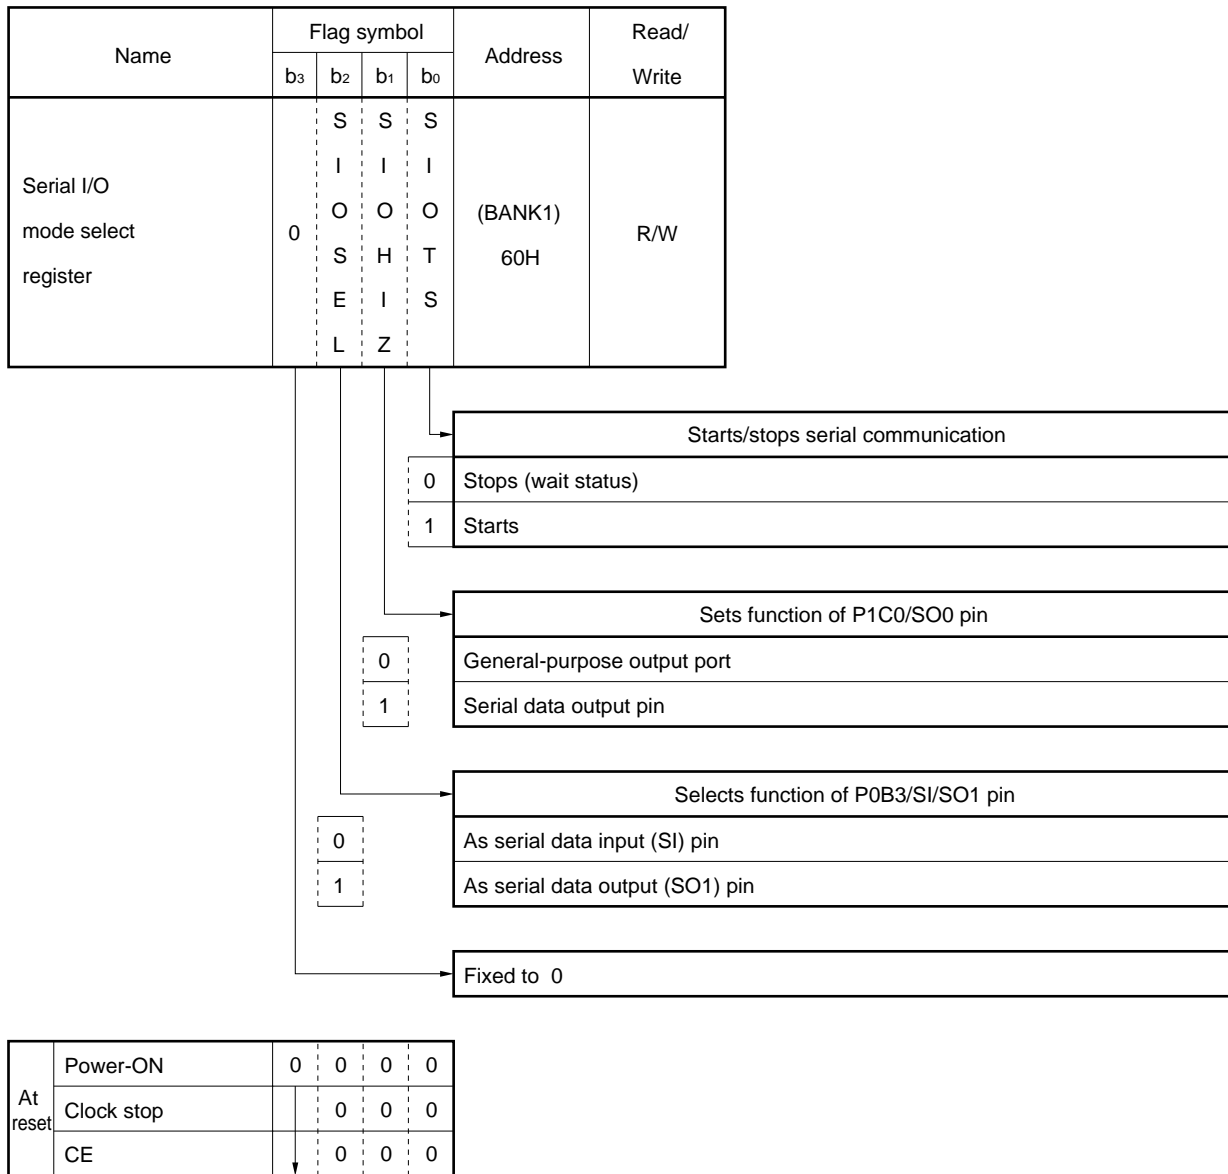 Name
Flag symbol
Address
Read/
Write
b3 b2 b1 b0
Serial I/O
mode select
register
0
SIOSEL
SIOHIZ
SIOTS
(BANK1)
60H
R/W
Starts/stops serial communication
0 Stops (wait status)
1 Starts
Sets function of P1C0/SO0 pin
0 General-purpose output port
1 Serial data output pin
Selects function of P0B3/SI/SO1 pin
0 As serial data input (SI) pin
1 As serial data output (SO1) pin
Fixed to 0
At
reset
Power-ON 0 0 0 0
Clock stop 0 0 0
CE 0 0 0